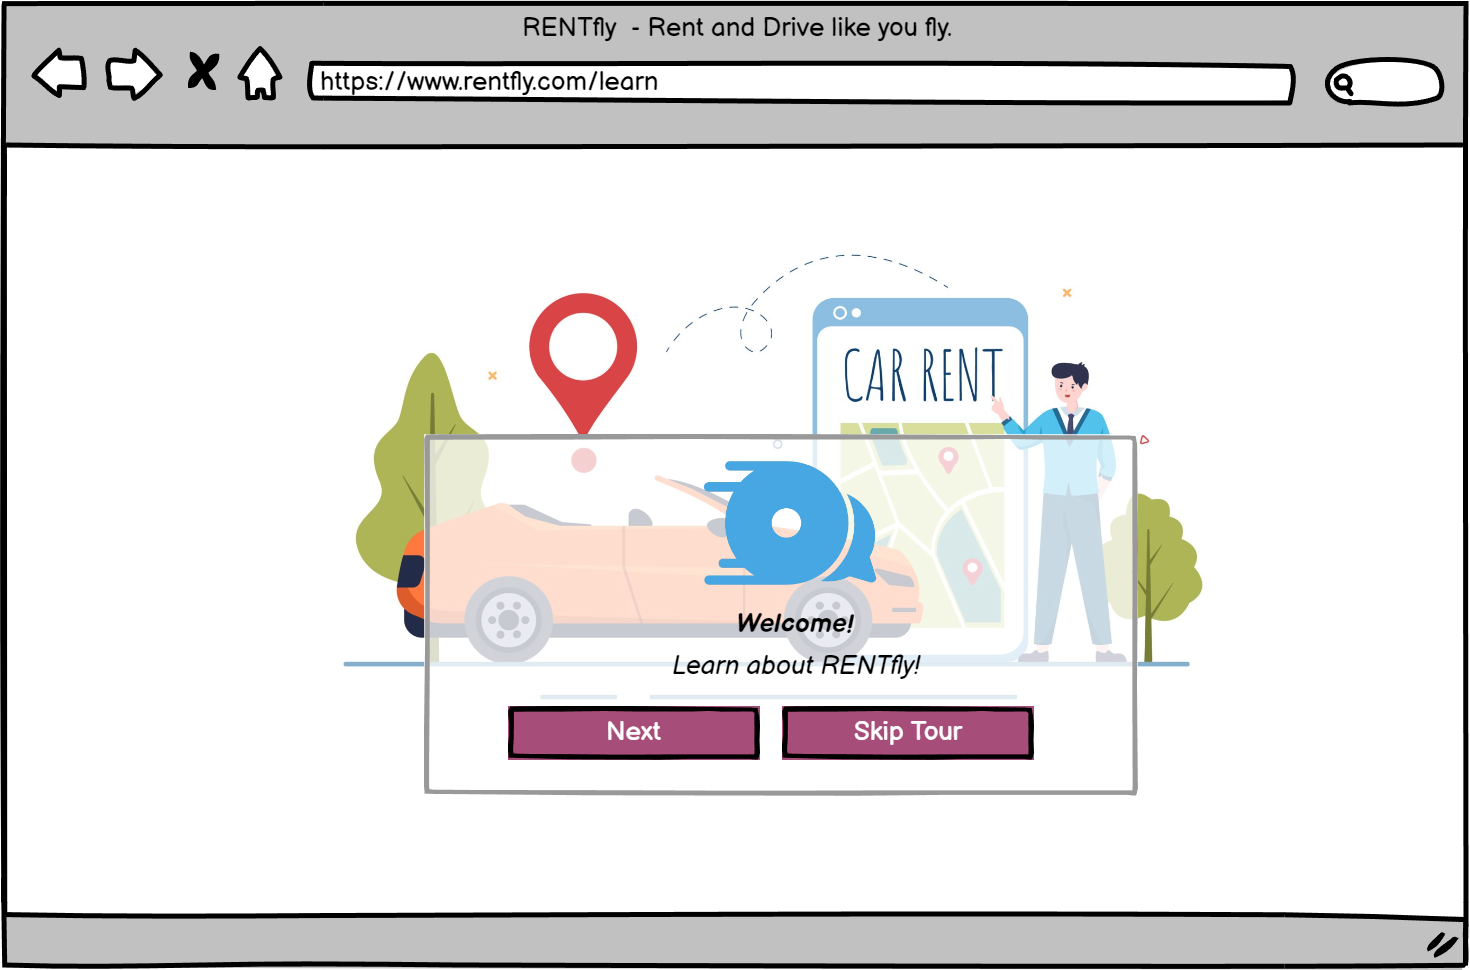 RENTfly - Rent and Drive like you fly.
https://www.rentfly.com/learn
CAR RENT
Welcome!
Learn about RENTfly!
Next
Skip Tour